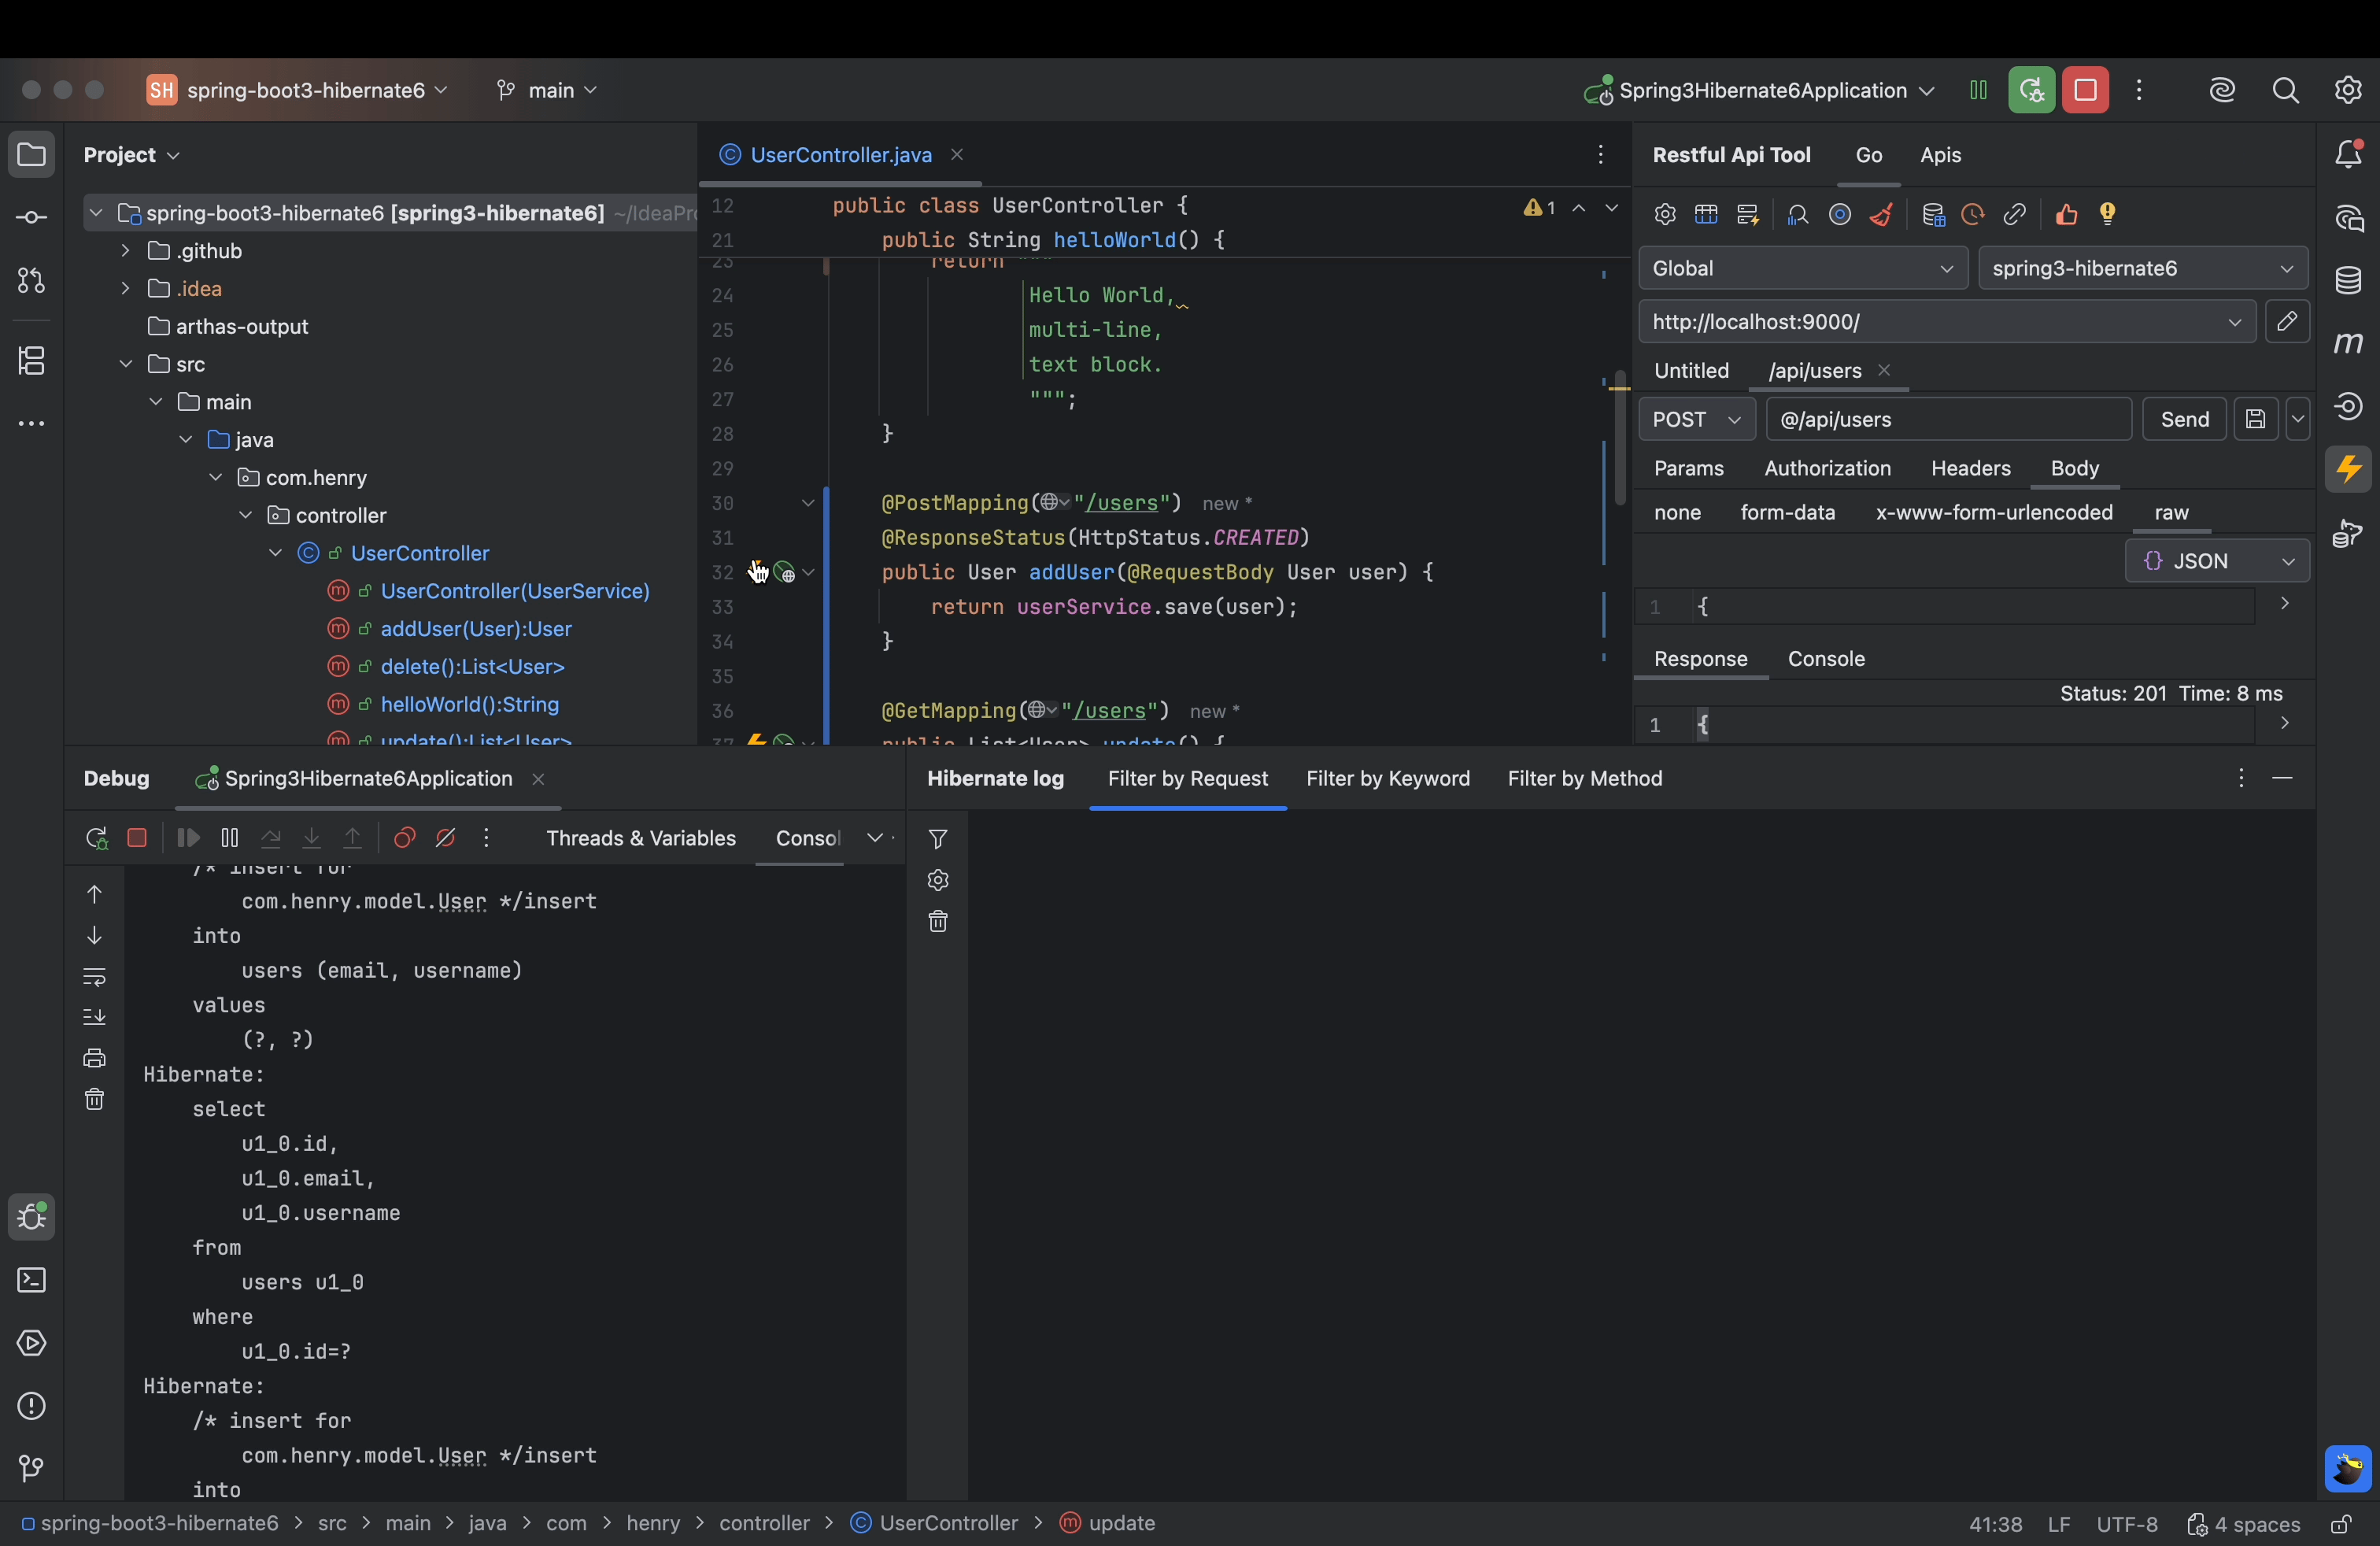 SH spring-boot3-hibernate6 main Spring3Hibernate6Application
Project
spring-boot3-hibernate6 [spring3-hibernate6] ~/IdeaPro
.github
.idea
arthas-output
src
main
java
com.henry
controller
UserController
UserController(UserService)
addUser(User):User
delete():List<User>
helloWorld():String
update():List<User>
UserController.java
12 public class UserController { 1
21 public String helloWorld() {
23 return """
24 Hello World,
25 multi-line,
26 text block.
27 """;
28 }
29
30 @PostMapping("/users") new *
31 @ResponseStatus(HttpStatus.CREATED)
32 public User addUser(@RequestBody User user) {
33 return userService.save(user);
34 }
35
36 @GetMapping("/users") new *
37 public List<User> update() {
Restful Api Tool Go Apis
Global spring3-hibernate6
http://localhost:9000/
Untitled /api/users
POST @/api/users Send
Params Authorization Headers Body
none form-data x-www-form-urlencoded raw
{} JSON
1 {
Response Console
Status: 201 Time: 8 ms
1 {
Debug Spring3Hibernate6Application
Threads & Variables Consol
/* insert for
com.henry.model.User */insert
into
users (email, username)
values
(?, ?)
Hibernate:
select
u1_0.id,
u1_0.email,
u1_0.username
from
users u1_0
where
u1_0.id=?
Hibernate:
/* insert for
com.henry.model.User */insert
into
Hibernate log Filter by Request Filter by Keyword Filter by Method
spring-boot3-hibernate6 > src > main > java > com > henry > controller > UserController > update
41:38 LF UTF-8 4 spaces